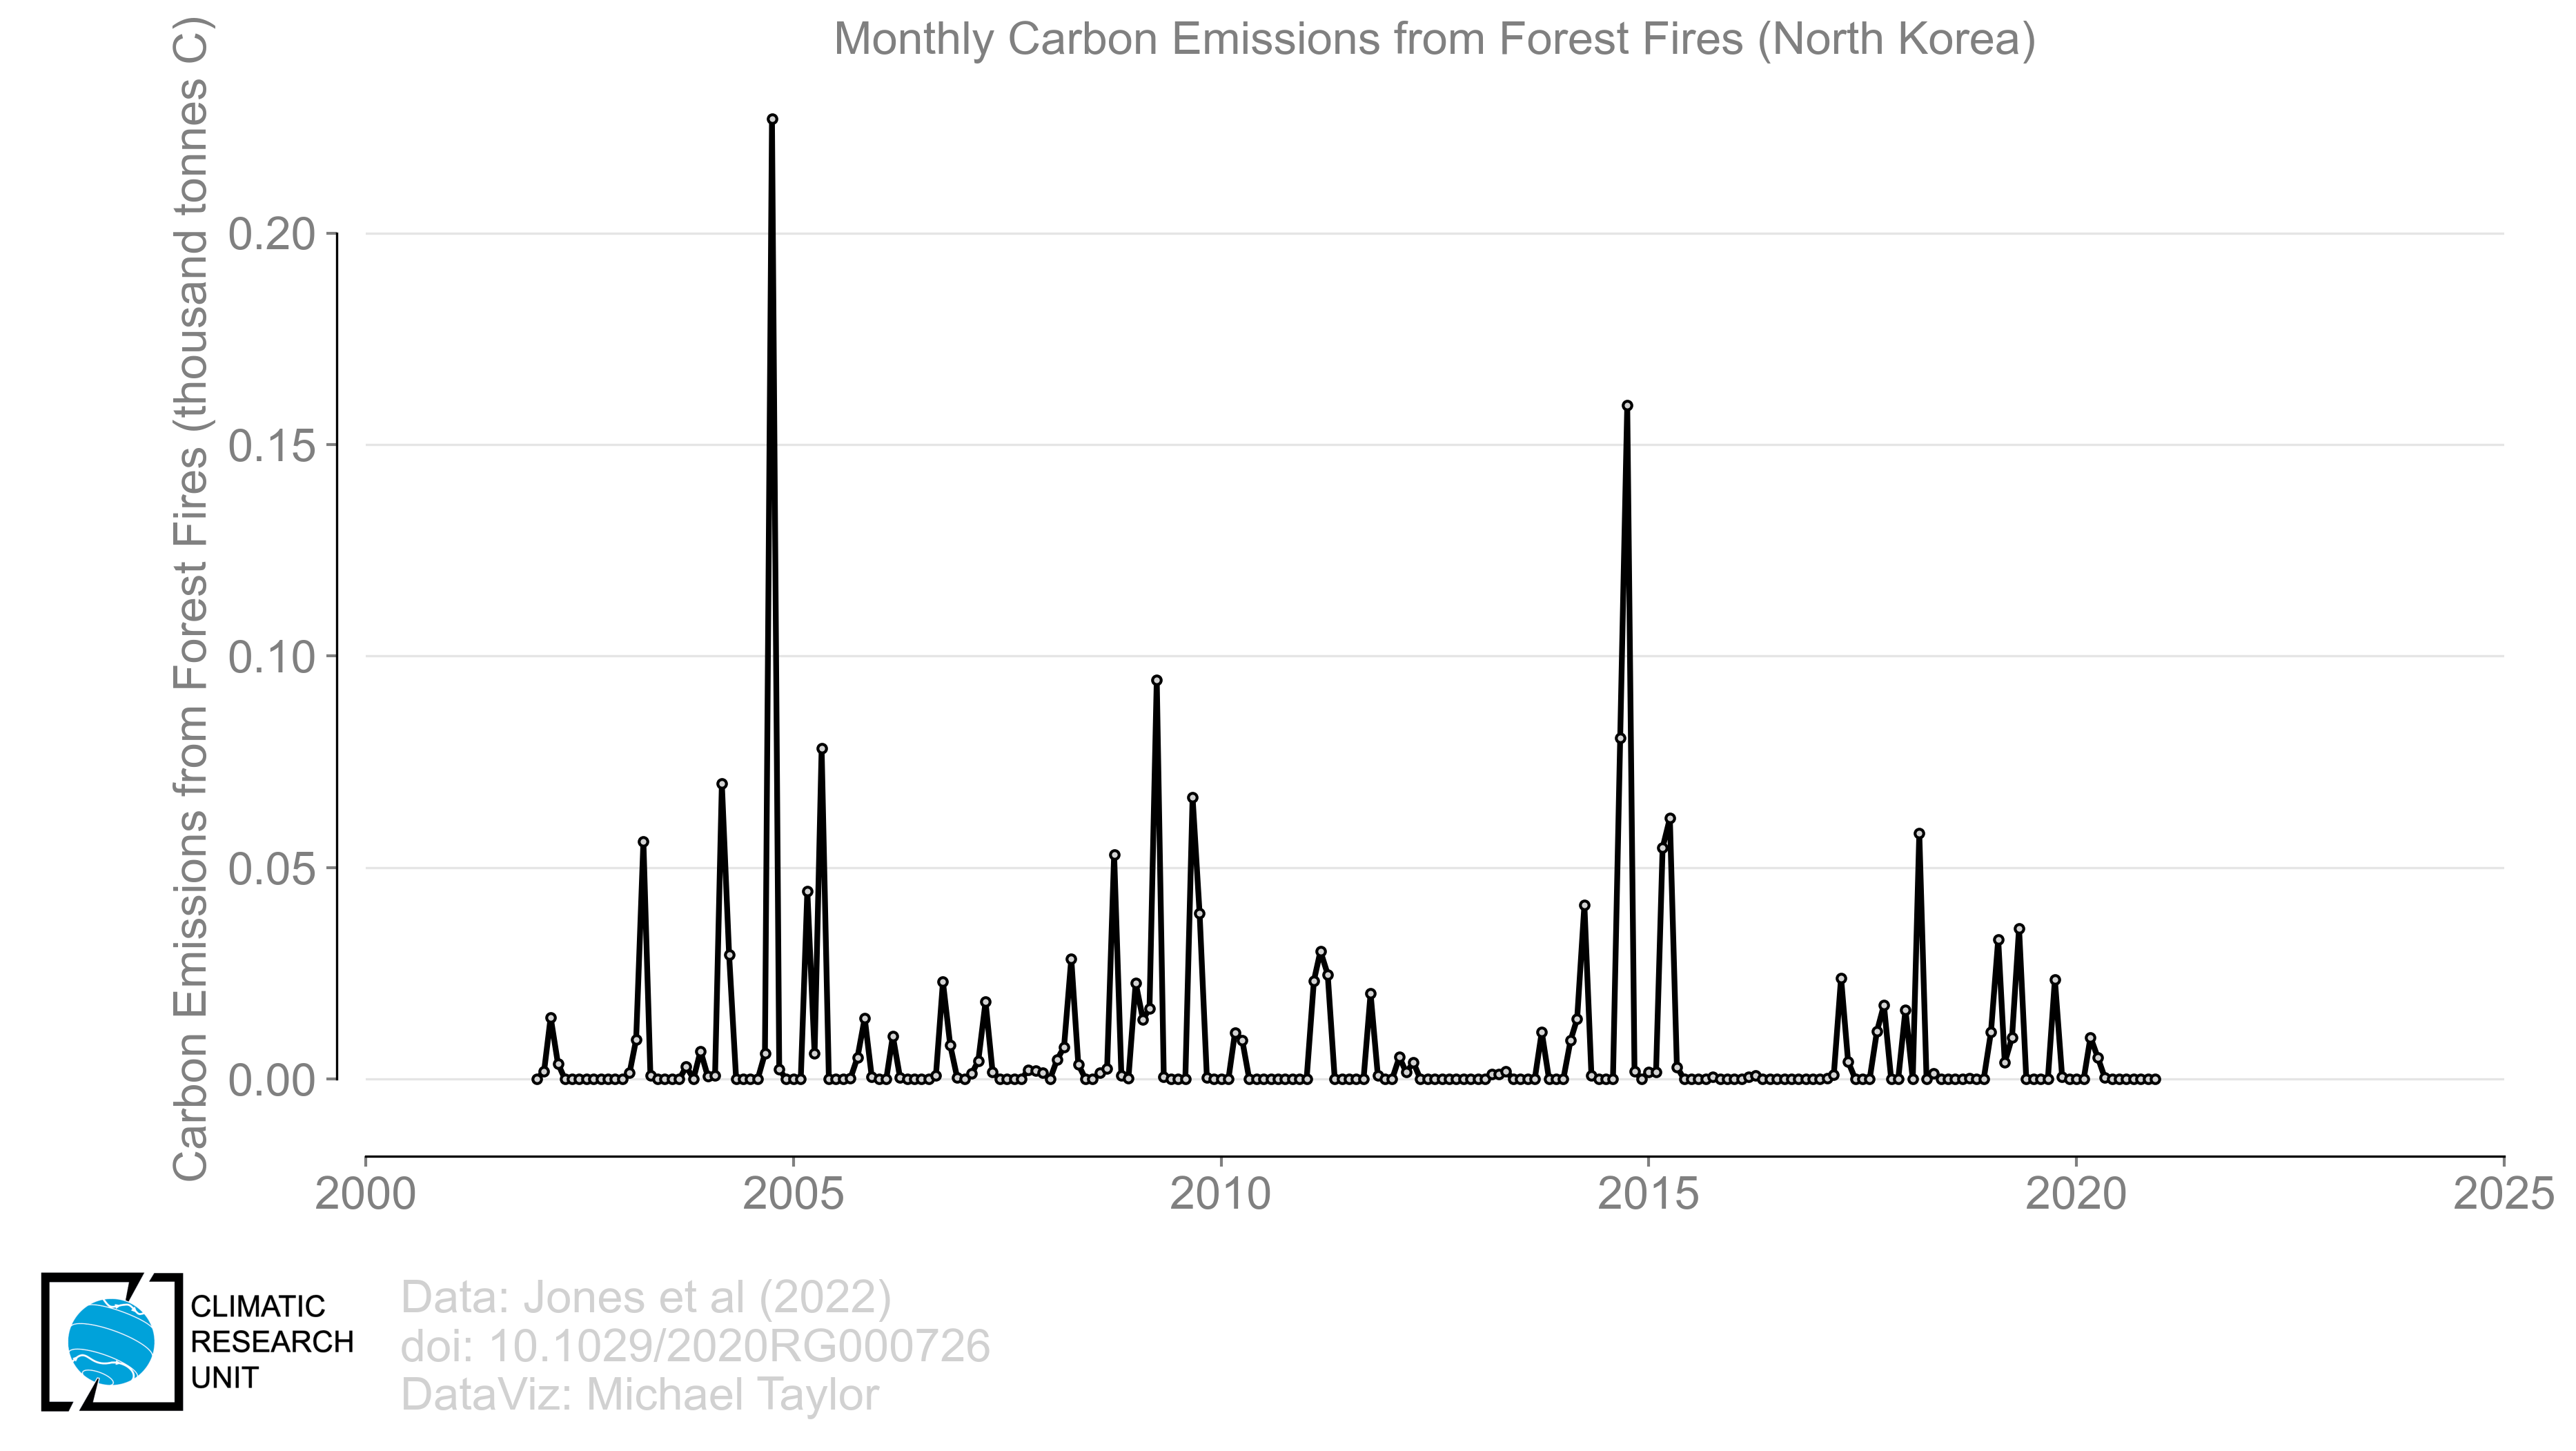 Monthly Carbon Emissions from Forest Fires (North Korea)
Carbon Emissions from Forest Fires (thousand tonnes C)
0.20
0.15
0.10
0.05
0.00
2000 2005 2010 2015 2020 2025
CLIMATIC
RESEARCH
UNIT
Data: Jones et al (2022)
doi: 10.1029/2020RG000726
DataViz: Michael Taylor